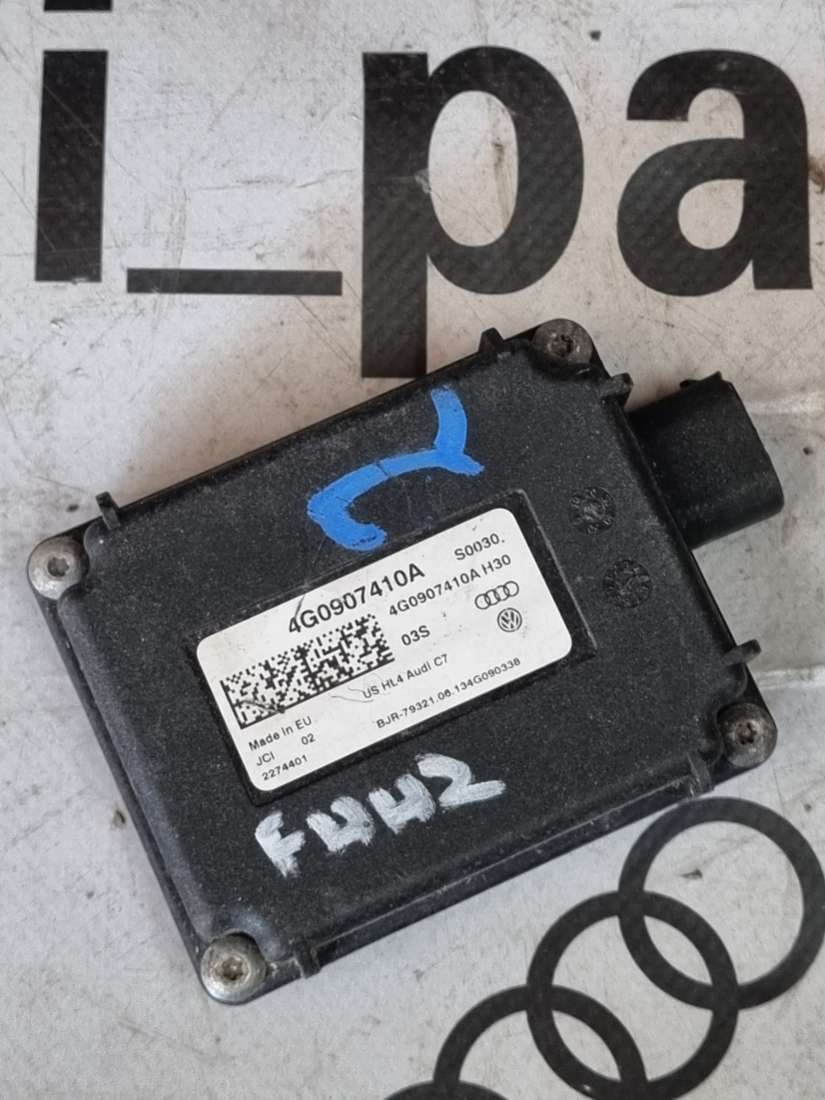 i_pa
4G0907410A
S0030.
4G0907410A H30
03S
US HL4 Audi C7
Made in EU
JCI 02
BJR-79321.06.134G090338
2274401